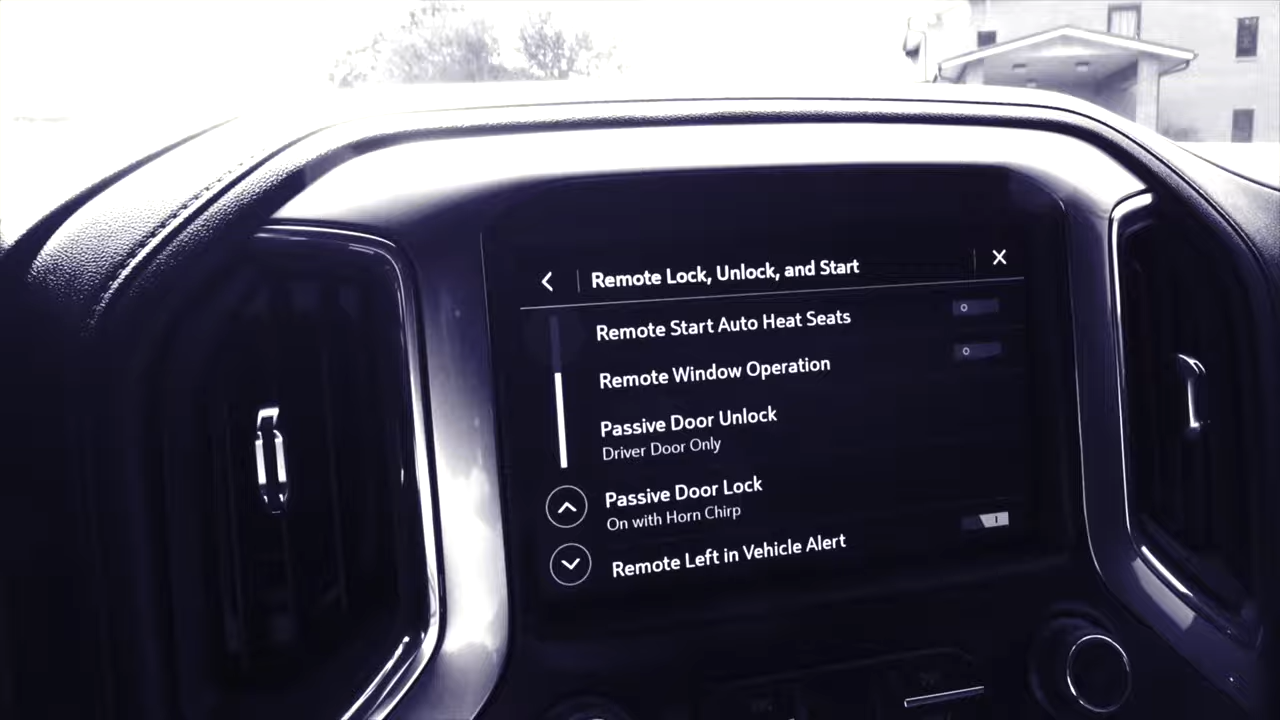 Remote Lock, Unlock, and Start
Remote Start Auto Heat Seats
Remote Window Operation
Passive Door Unlock
Driver Door Only
Passive Door Lock
On with Horn Chirp
Remote Left in Vehicle Alert